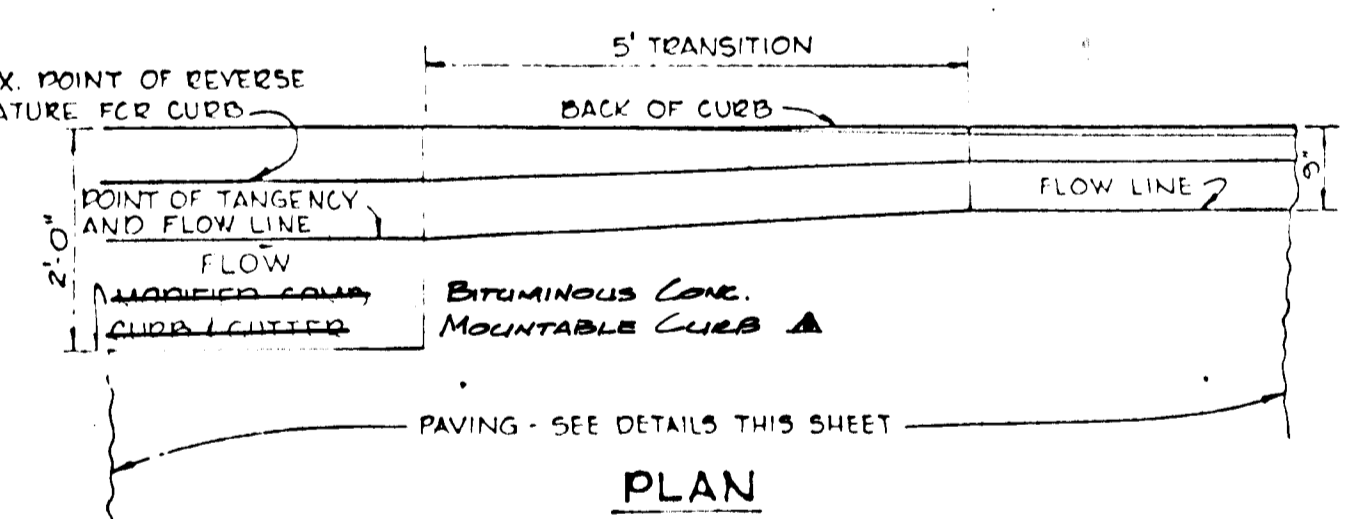 5' TRANSITION
X. POINT OF REVERSE
ATURE FOR CURB
BACK OF CURB
9"
POINT OF TANGENCY
AND FLOW LINE
FLOW LINE
2'-0"
FLOW
MODIFIED COMB,
CURB & GUTTER
BITUMINOUS CONC.
MOUNTABLE CURB
PAVING - SEE DETAILS THIS SHEET
PLAN